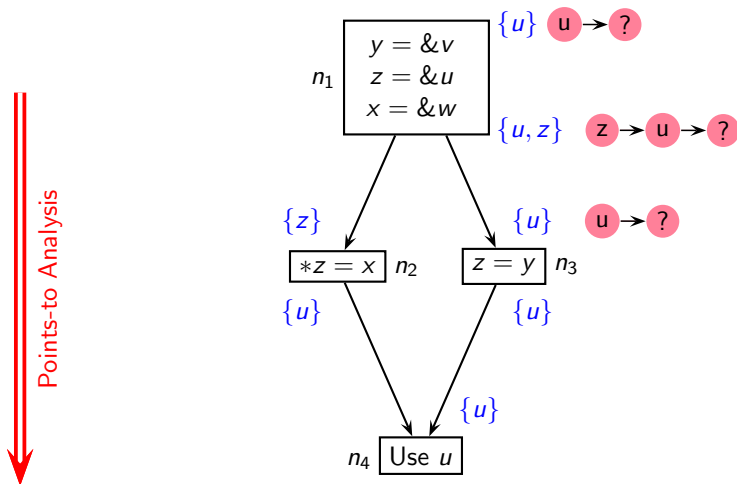 {u} u → ?
y = &v
n₁ z = &u
x = &w
{u, z} z → u → ?
{z} {u} u → ?
*z = x n₂ z = y n₃
{u} {u}
{u}
n₄ Use u
Points-to Analysis